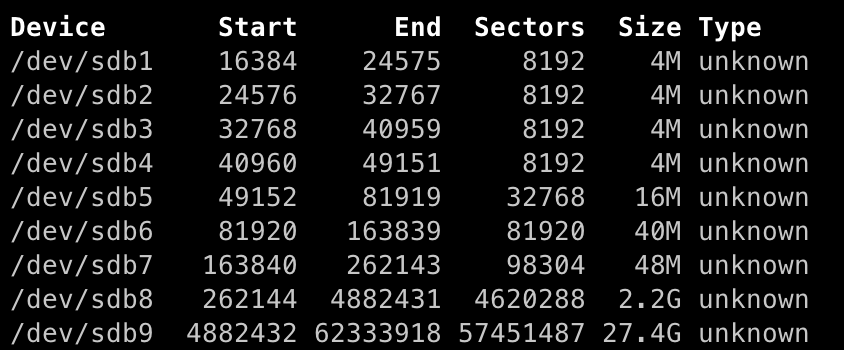 Device Start End Sectors Size Type
/dev/sdb1 16384 24575 8192 4M unknown
/dev/sdb2 24576 32767 8192 4M unknown
/dev/sdb3 32768 40959 8192 4M unknown
/dev/sdb4 40960 49151 8192 4M unknown
/dev/sdb5 49152 81919 32768 16M unknown
/dev/sdb6 81920 163839 81920 40M unknown
/dev/sdb7 163840 262143 98304 48M unknown
/dev/sdb8 262144 4882431 4620288 2.2G unknown
/dev/sdb9 4882432 62333918 57451487 27.4G unknown